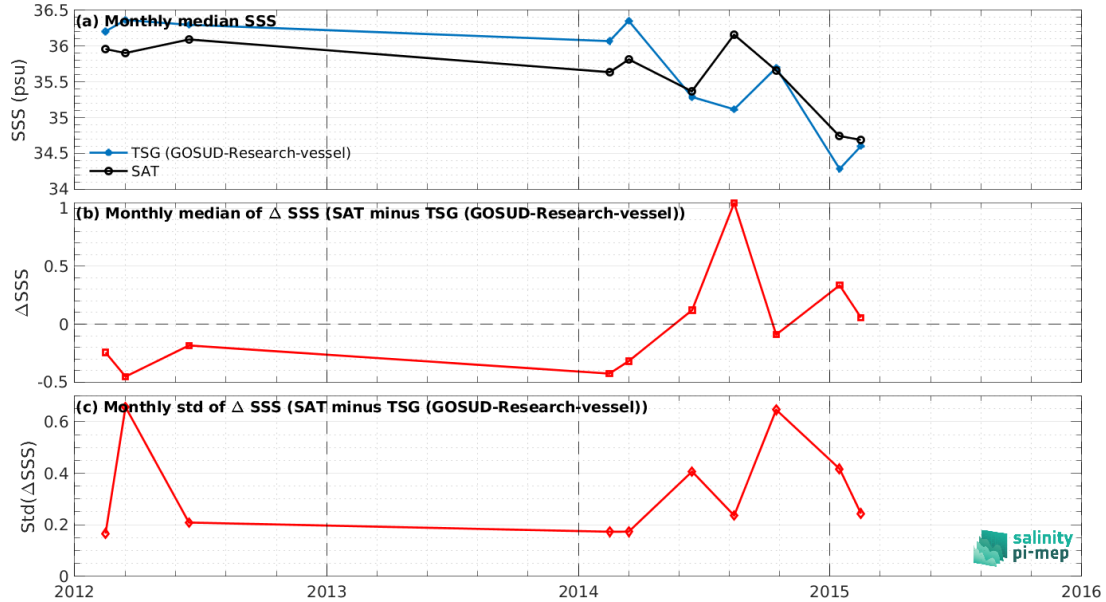 (a) Monthly median SSS
36.5
36
35.5
35
34.5
34
SSS (psu)
TSG (GOSUD-Research-vessel)
SAT
(b) Monthly median of Δ SSS (SAT minus TSG (GOSUD-Research-vessel))
1
0.5
0
-0.5
ΔSSS
(c) Monthly std of Δ SSS (SAT minus TSG (GOSUD-Research-vessel))
0.6
0.4
0.2
0
Std(ΔSSS)
salinity
pi-mep
2012 2013 2014 2015 2016